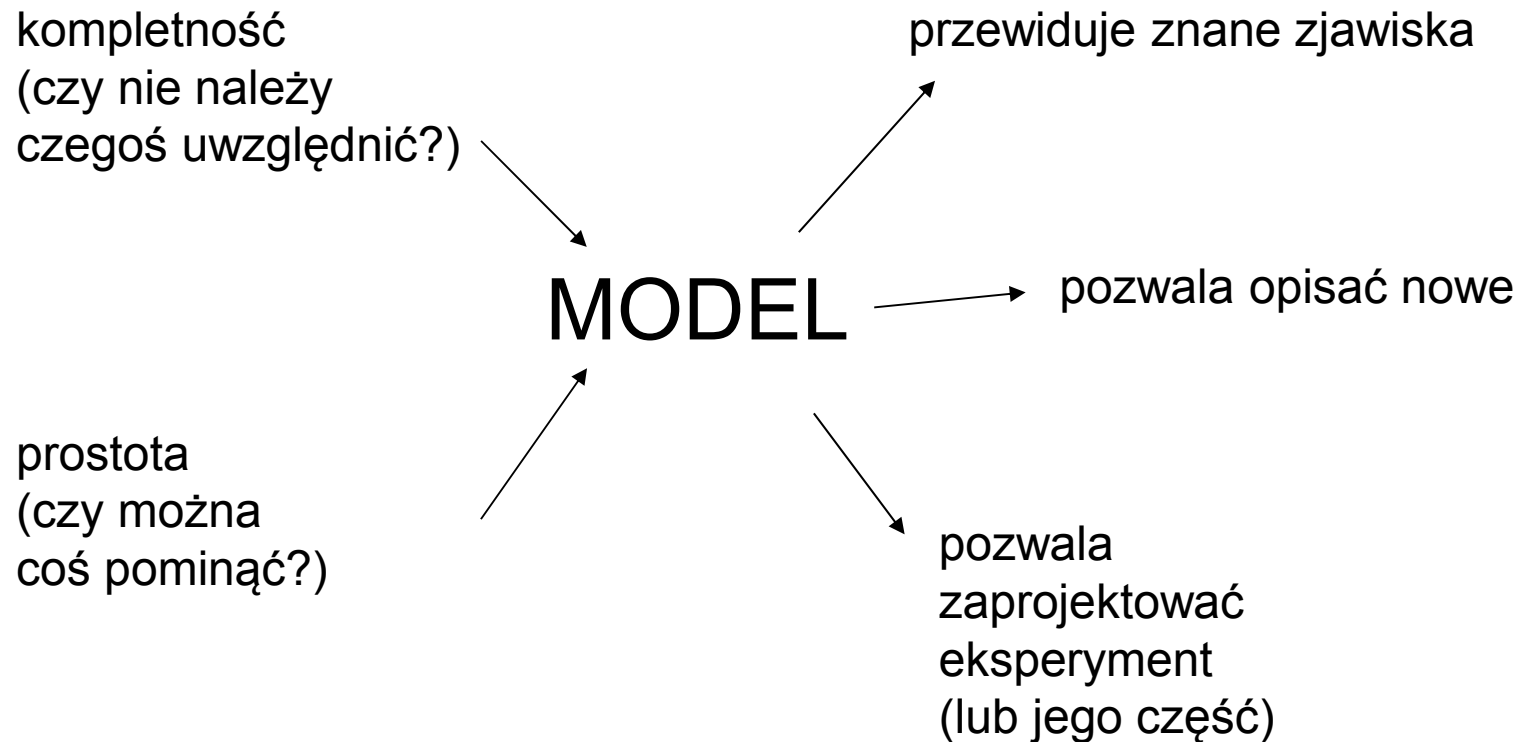 kompletność
(czy nie należy
czegoś uwzględnić?)
przewiduje znane zjawiska
MODEL
pozwala opisać nowe
prostota
(czy można
coś pominąć?)
pozwala
zaprojektować
eksperyment
(lub jego część)